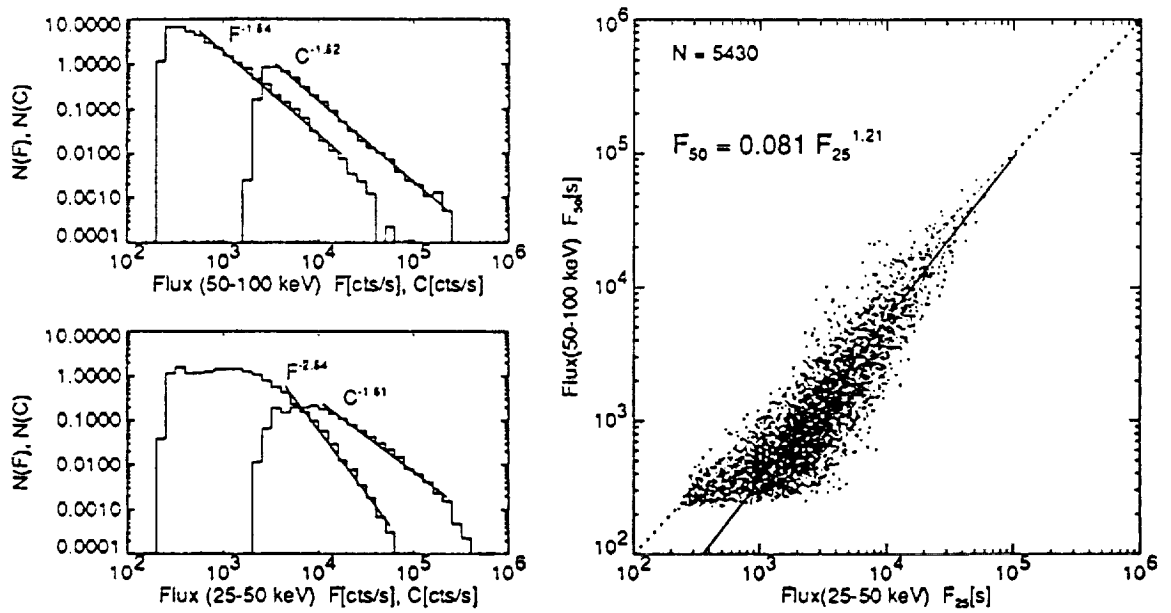 10.0000
1.0000
0.1000
0.0100
0.0010
0.0001
N(F), N(C)
F^-1.64
C^-1.62
10^2 10^3 10^4 10^5 10^6
Flux (50-100 keV) F[cts/s], C[cts/s]
10.0000
1.0000
0.1000
0.0100
0.0010
0.0001
N(F), N(C)
F^-2.64
C^-1.61
10^2 10^3 10^4 10^5 10^6
Flux (25-50 keV) F[cts/s], C[cts/s]
10^6
10^5
10^4
10^3
10^2
Flux(50-100 keV) F_50[s]
N = 5430
F_50 = 0.081 F_25^1.21
10^2 10^3 10^4 10^5 10^6
Flux(25-50 keV) F_25[s]